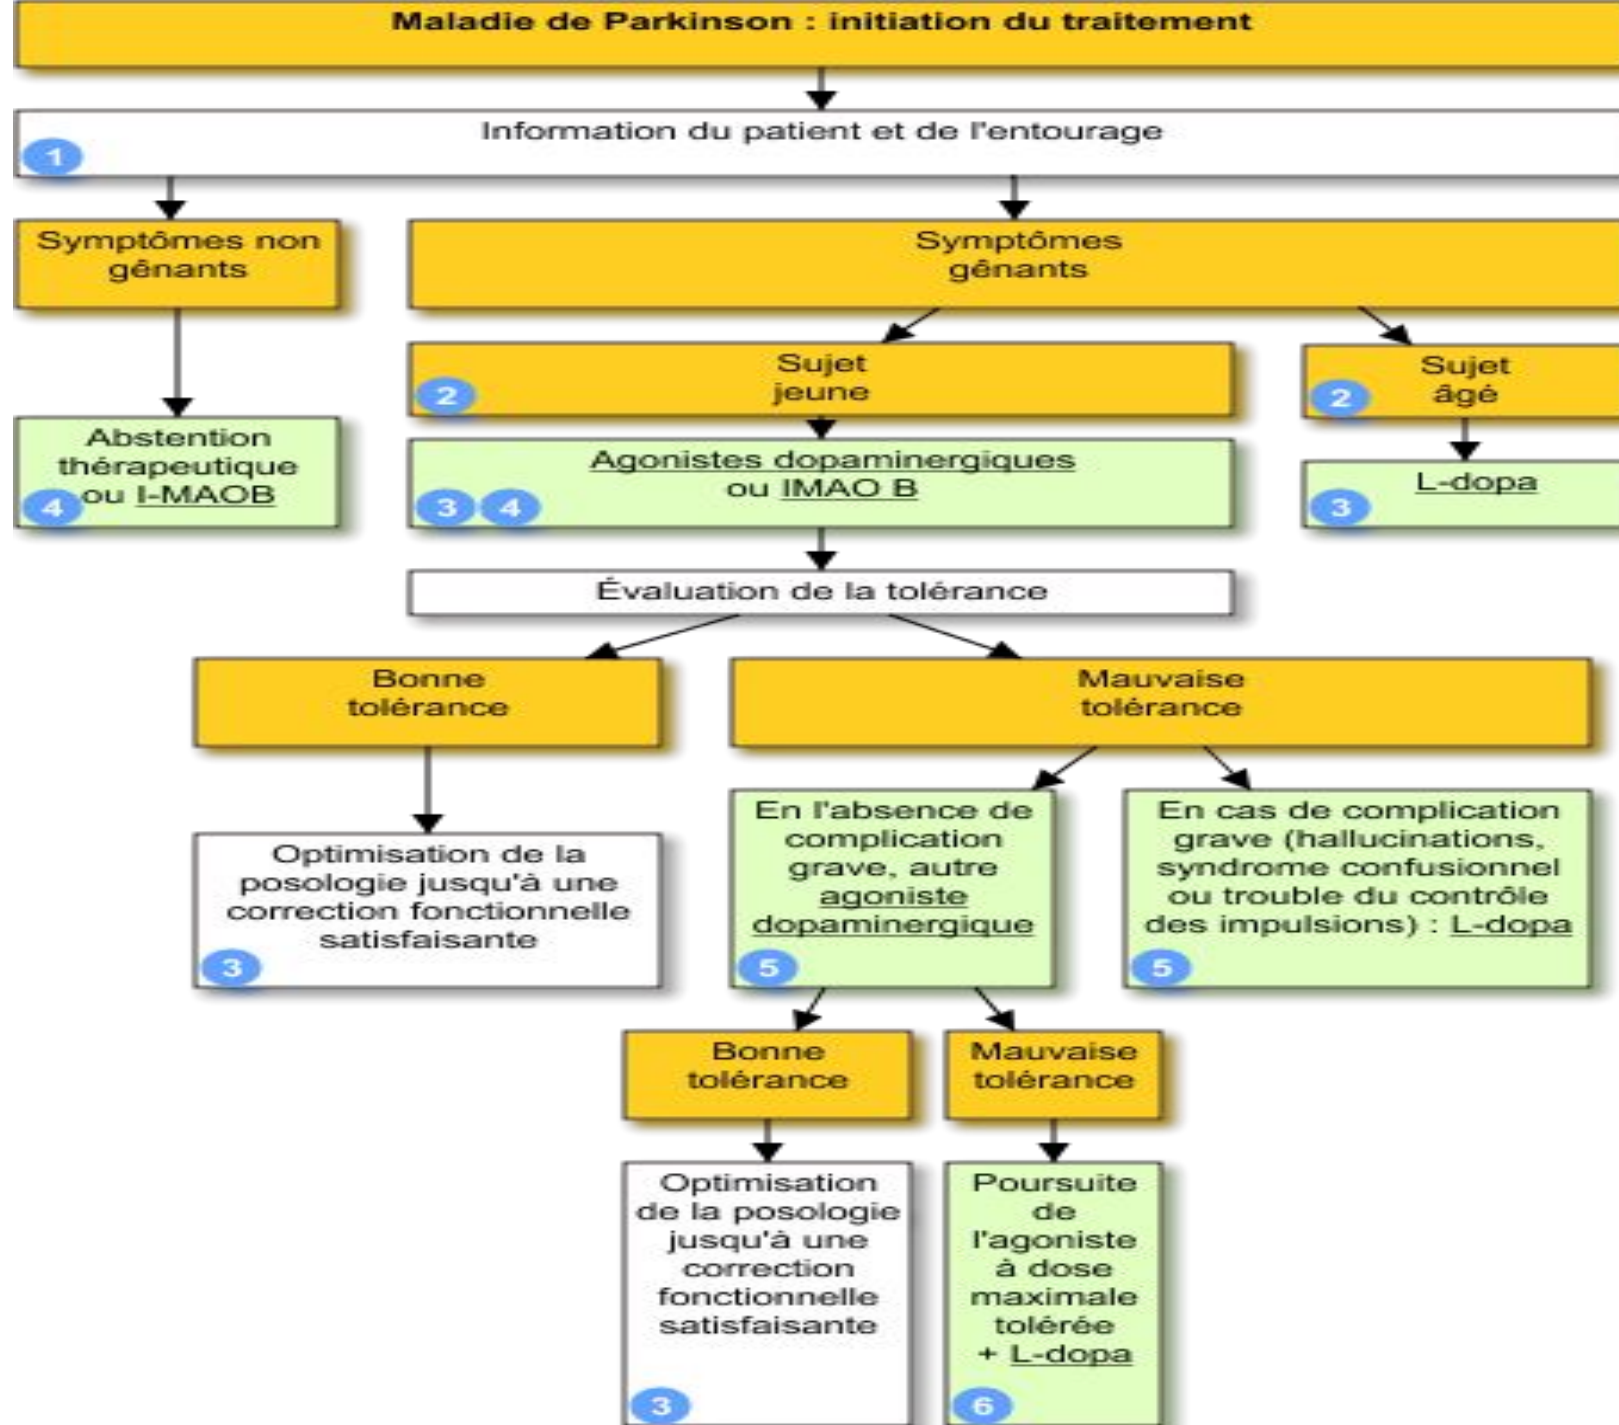 Maladie de Parkinson : initiation du traitement
Information du patient et de l'entourage
1
Symptômes non
gênants
Symptômes
gênants
Sujet
jeune
2
Sujet
âgé
2
Abstention
thérapeutique
ou I-MAOB
4
Agonistes dopaminergiques
ou IMAO B
3 4
L-dopa
3
Évaluation de la tolérance
Bonne
tolérance
Mauvaise
tolérance
Optimisation de la
posologie jusqu'à une
correction fonctionnelle
satisfaisante
3
En l'absence de
complication
grave, autre
agoniste
dopaminergique
5
En cas de complication
grave (hallucinations,
syndrome confusionnel
ou trouble du contrôle
des impulsions) : L-dopa
5
Bonne
tolérance
Mauvaise
tolérance
Optimisation
de la posologie
jusqu'à une
correction
fonctionnelle
satisfaisante
3
Poursuite
de
l'agoniste
à dose
maximale
tolérée
+ L-dopa
6